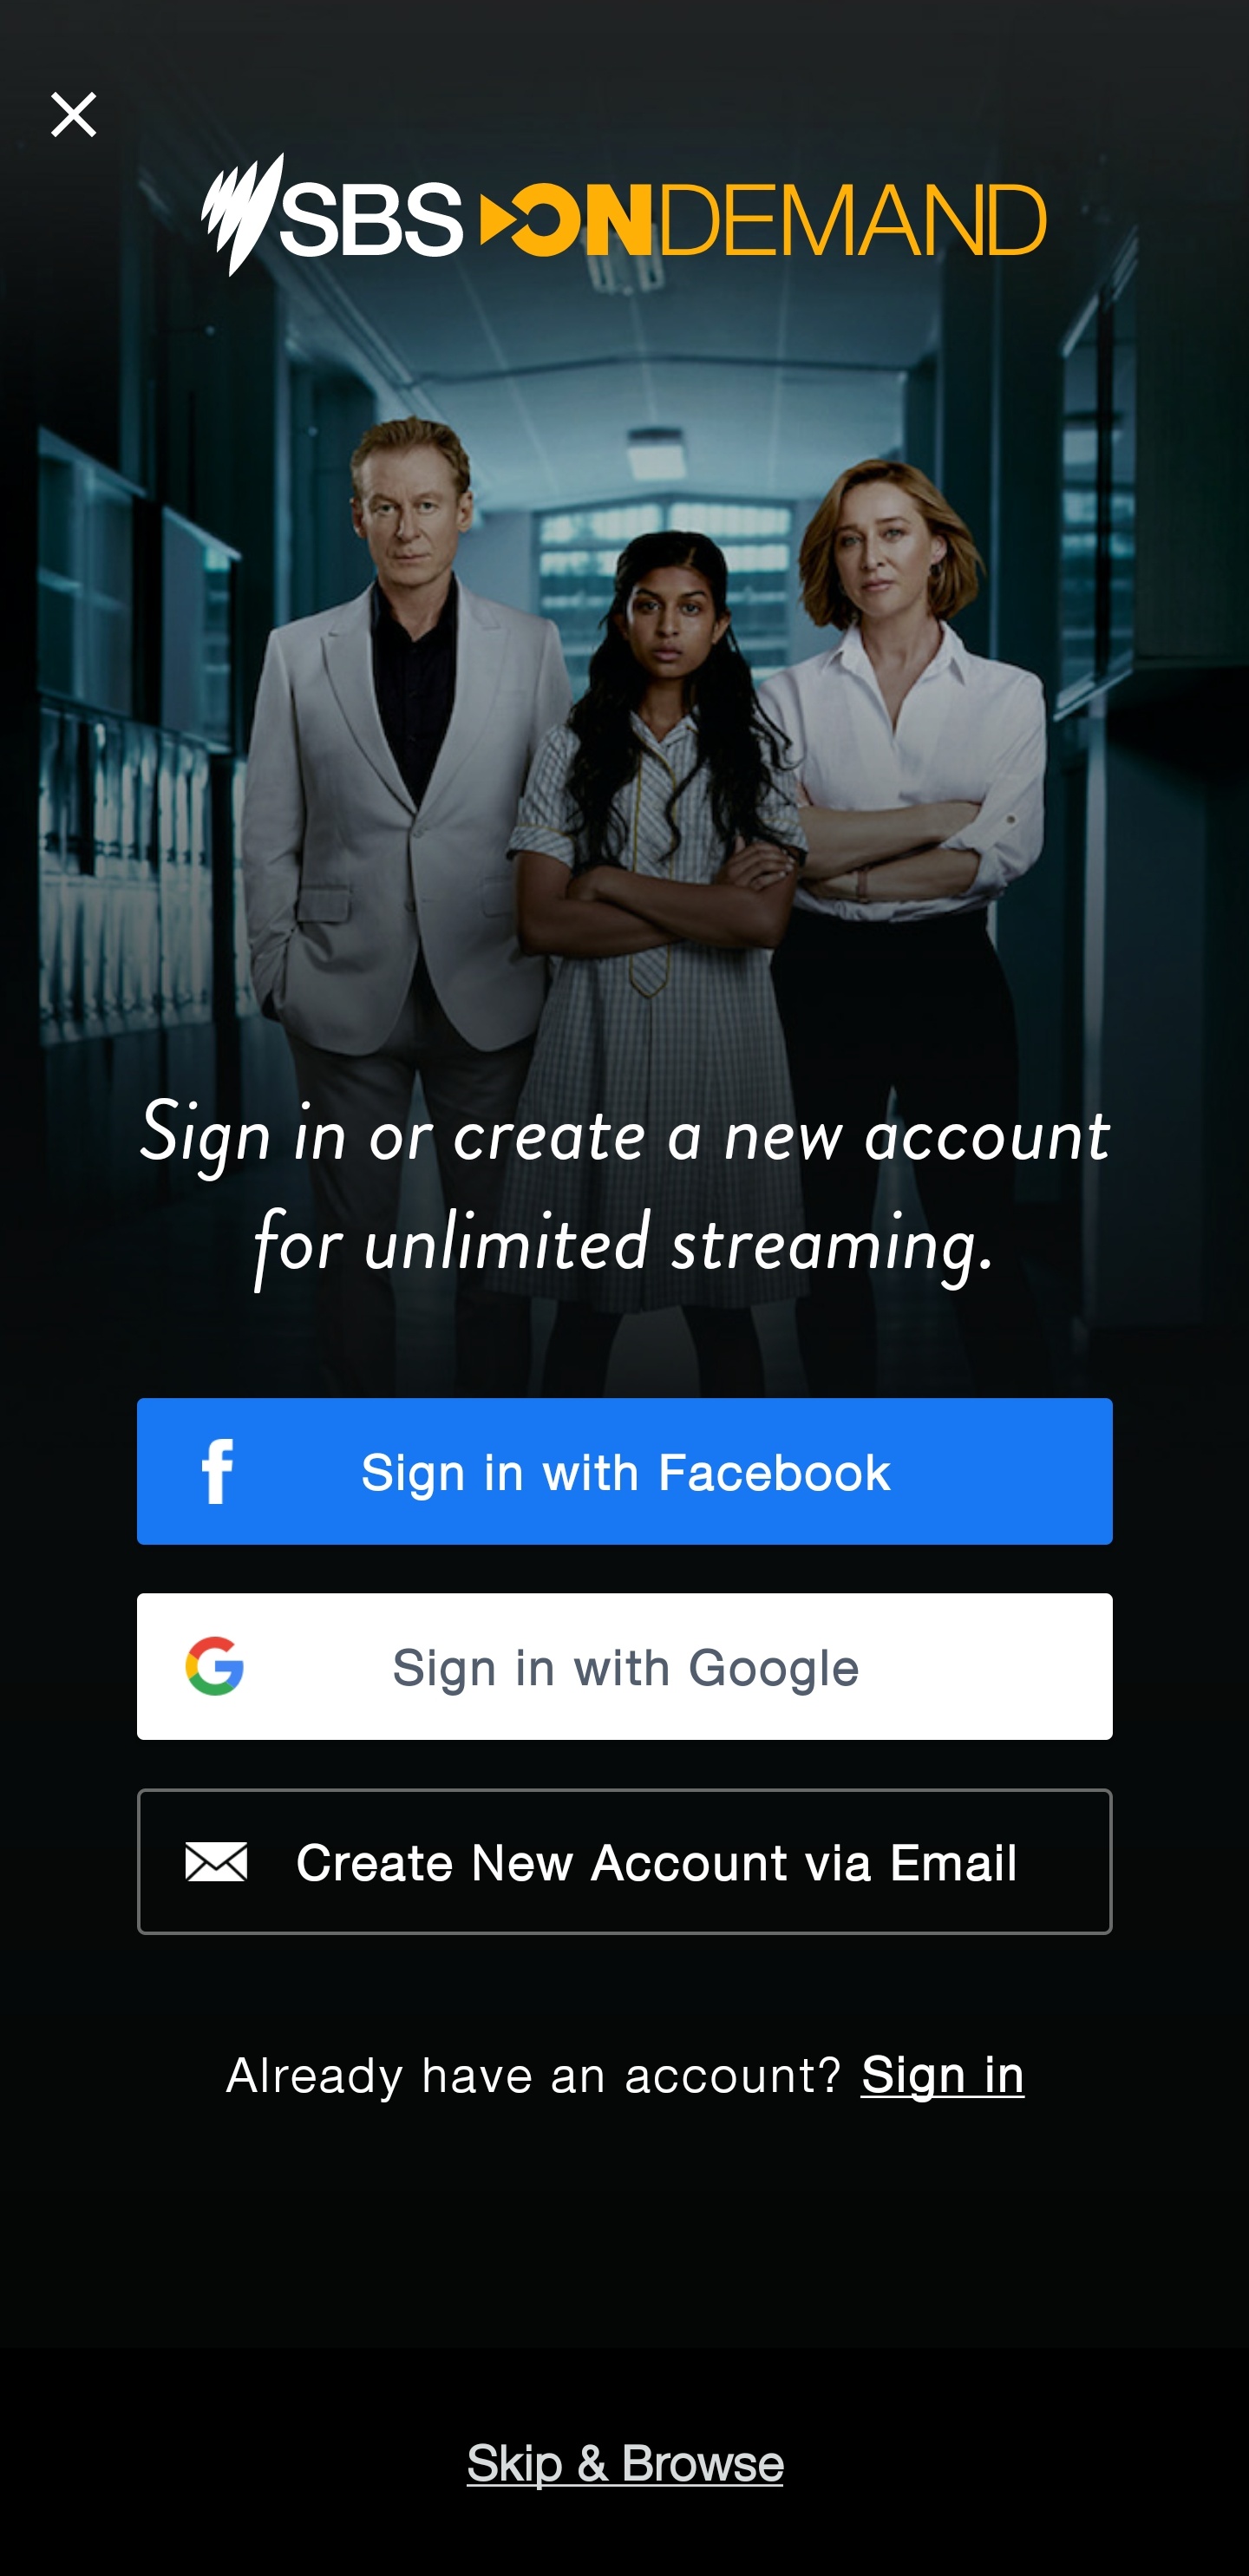 SBS ONDEMAND
Sign in or create a new account
for unlimited streaming.
f Sign in with Facebook
G Sign in with Google
Create New Account via Email
Already have an account? Sign in
Skip & Browse